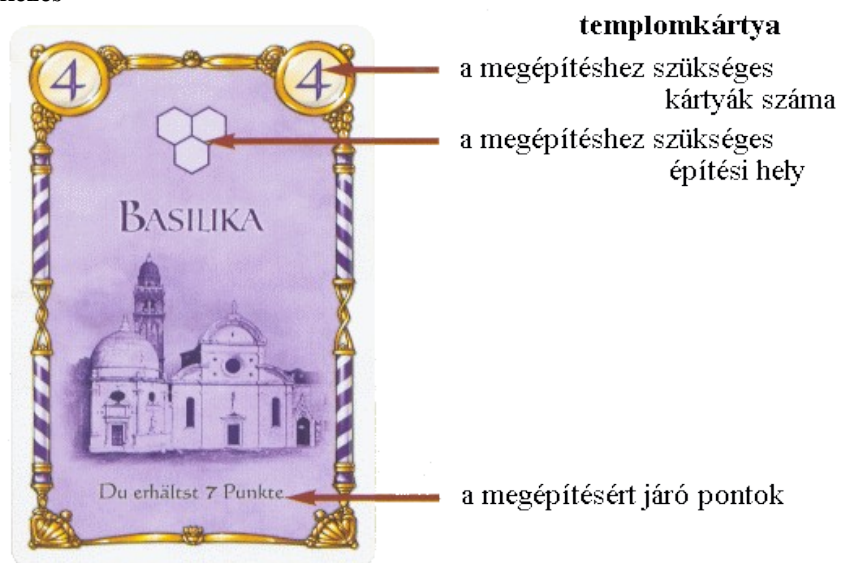 templomkártya
4 4
a megépítéshez szükséges
kártyák száma
a megépítéshez szükséges
építési hely
BASILIKA
Du erhältst 7 Punkte
a megépítésért járó pontok